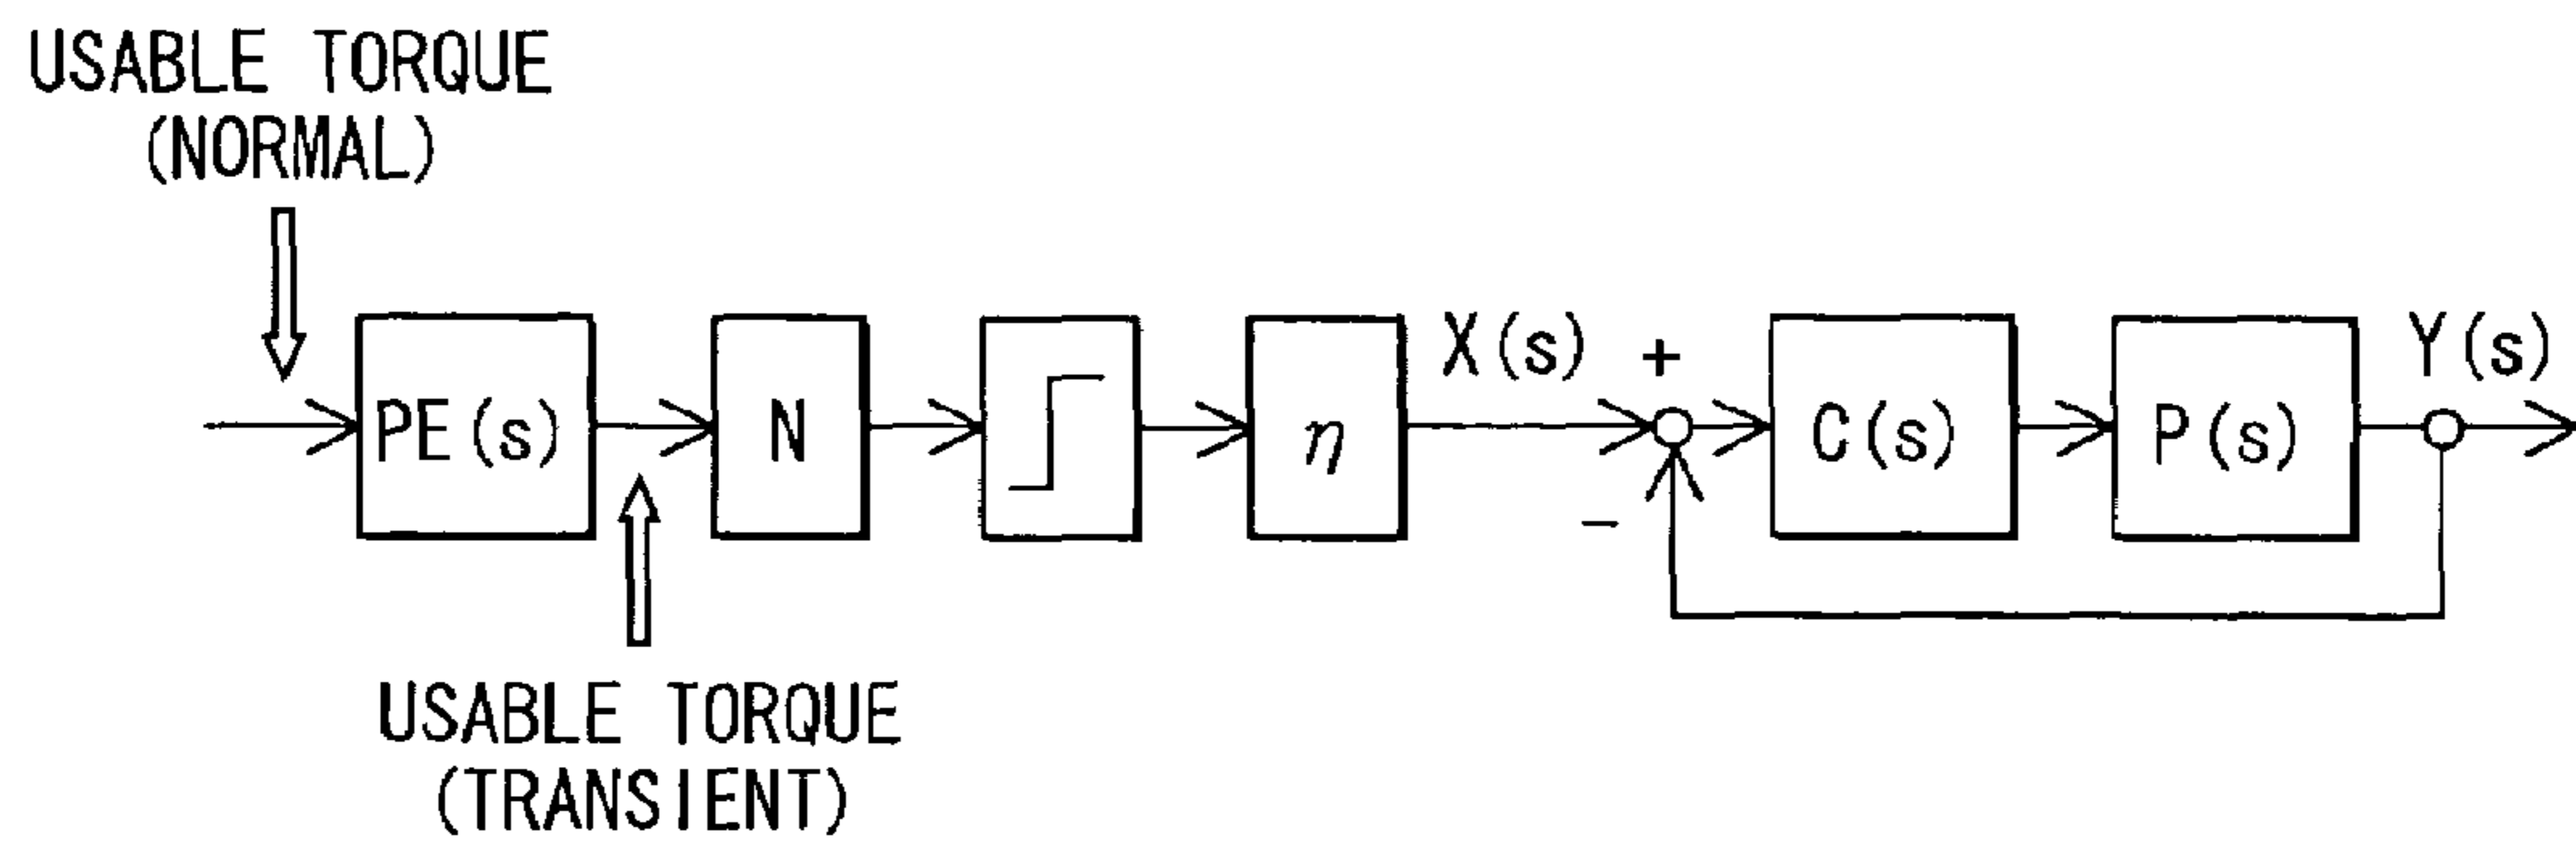 USABLE TORQUE
(NORMAL)
PE(s)
N
η
X(s)
+
-
C(s)
P(s)
Y(s)
USABLE TORQUE
(TRANSIENT)